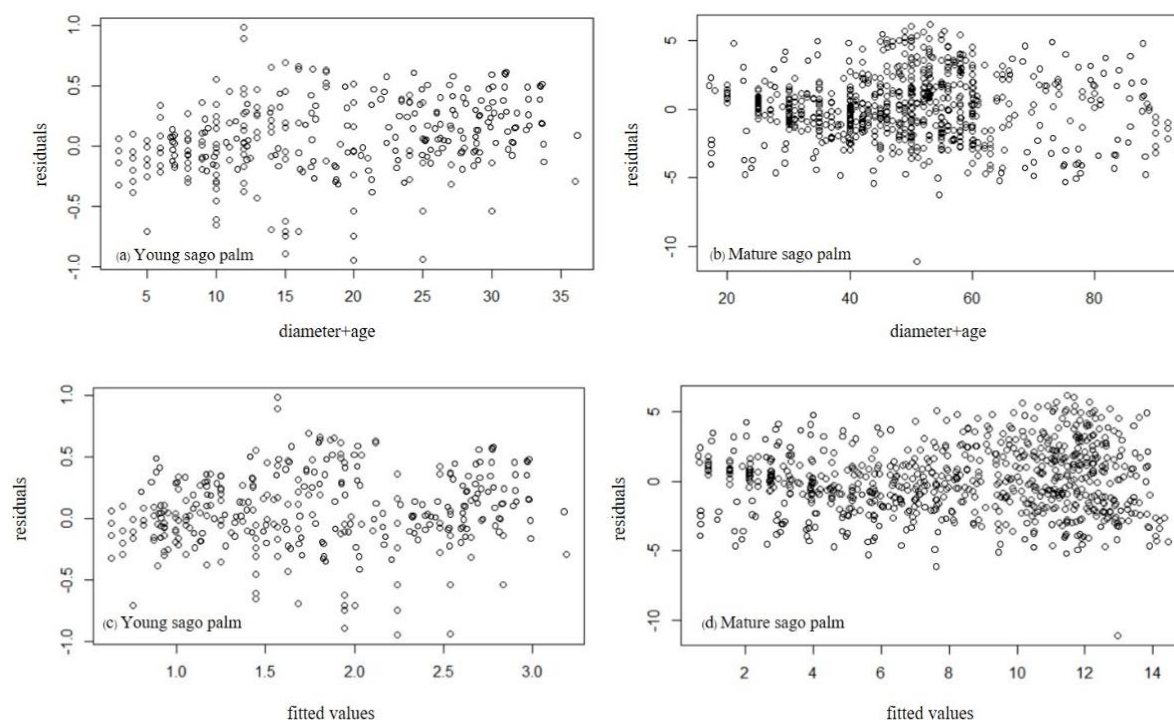 1.0
0.5
0.0
-0.5
-1.0
residuals
(a) Young sago palm
5 10 15 20 25 30 35
diameter+age
5
0
-5
-10
residuals
(b) Mature sago palm
20 40 60 80
diameter+age
1.0
0.5
0.0
-0.5
-1.0
residuals
(c) Young sago palm
1.0 1.5 2.0 2.5 3.0
fitted values
5
0
-5
-10
residuals
(d) Mature sago palm
2 4 6 8 10 12 14
fitted values